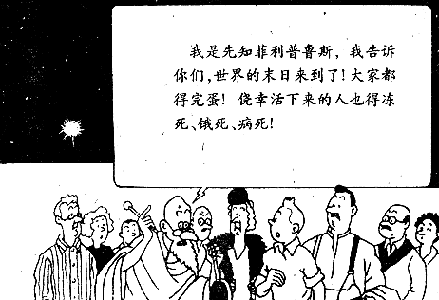 我是先知菲利普鲁斯，我告诉
你们，世界的末日来到了！大家都
得完蛋！侥幸活下来的人也得冻
死、饿死、病死！